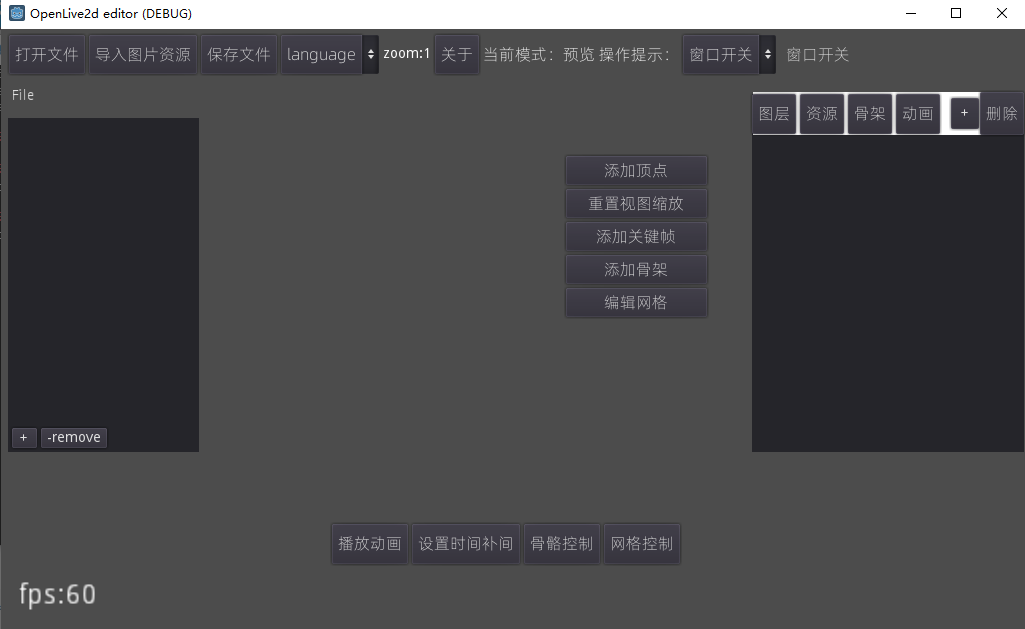 OpenLive2d editor (DEBUG)
打开文件 导入图片资源 保存文件 language zoom:1 关于 当前模式：预览 操作提示： 窗口开关 窗口开关
File
图层 资源 骨架 动画 + 删除
添加顶点
重置视图缩放
添加关键帧
添加骨架
编辑网格
+ -remove
播放动画 设置时间补间 骨骼控制 网格控制
fps:60